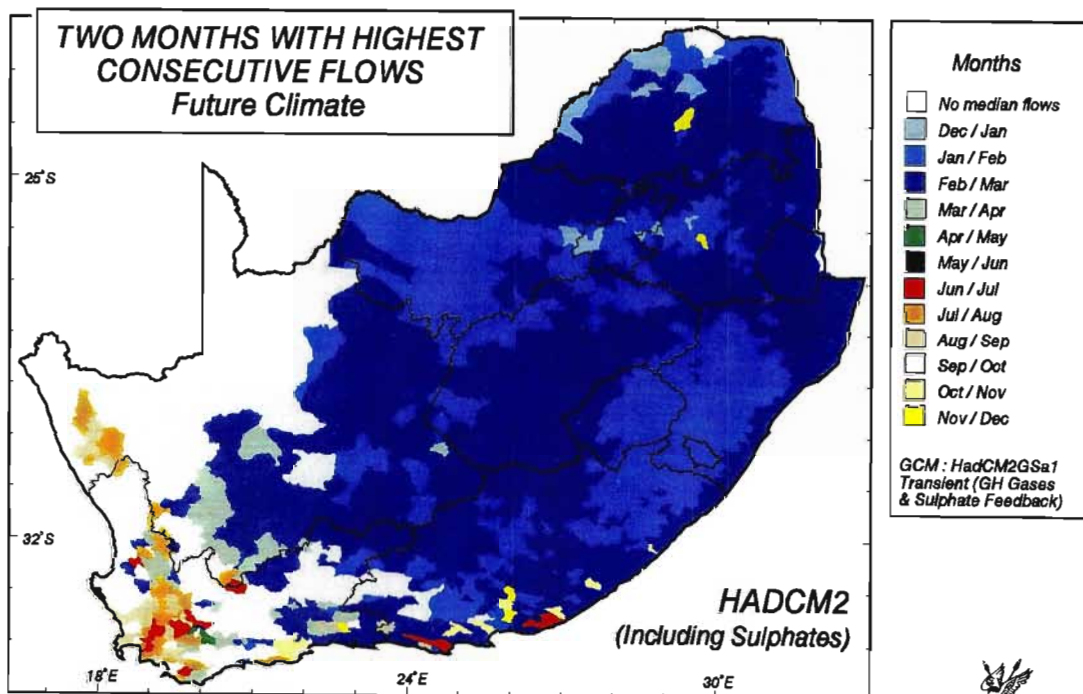 TWO MONTHS WITH HIGHEST
CONSECUTIVE FLOWS
Future Climate
Months
No median flows
Dec / Jan
Jan / Feb
Feb / Mar
Mar / Apr
Apr / May
May / Jun
Jun / Jul
Jul / Aug
Aug / Sep
Sep / Oct
Oct / Nov
Nov / Dec
GCM : HadCM2GSa1
Transient (GH Gases
& Sulphate Feedback)
25°S
32°S
HADCM2
(Including Sulphates)
18°E
24°E
30°E